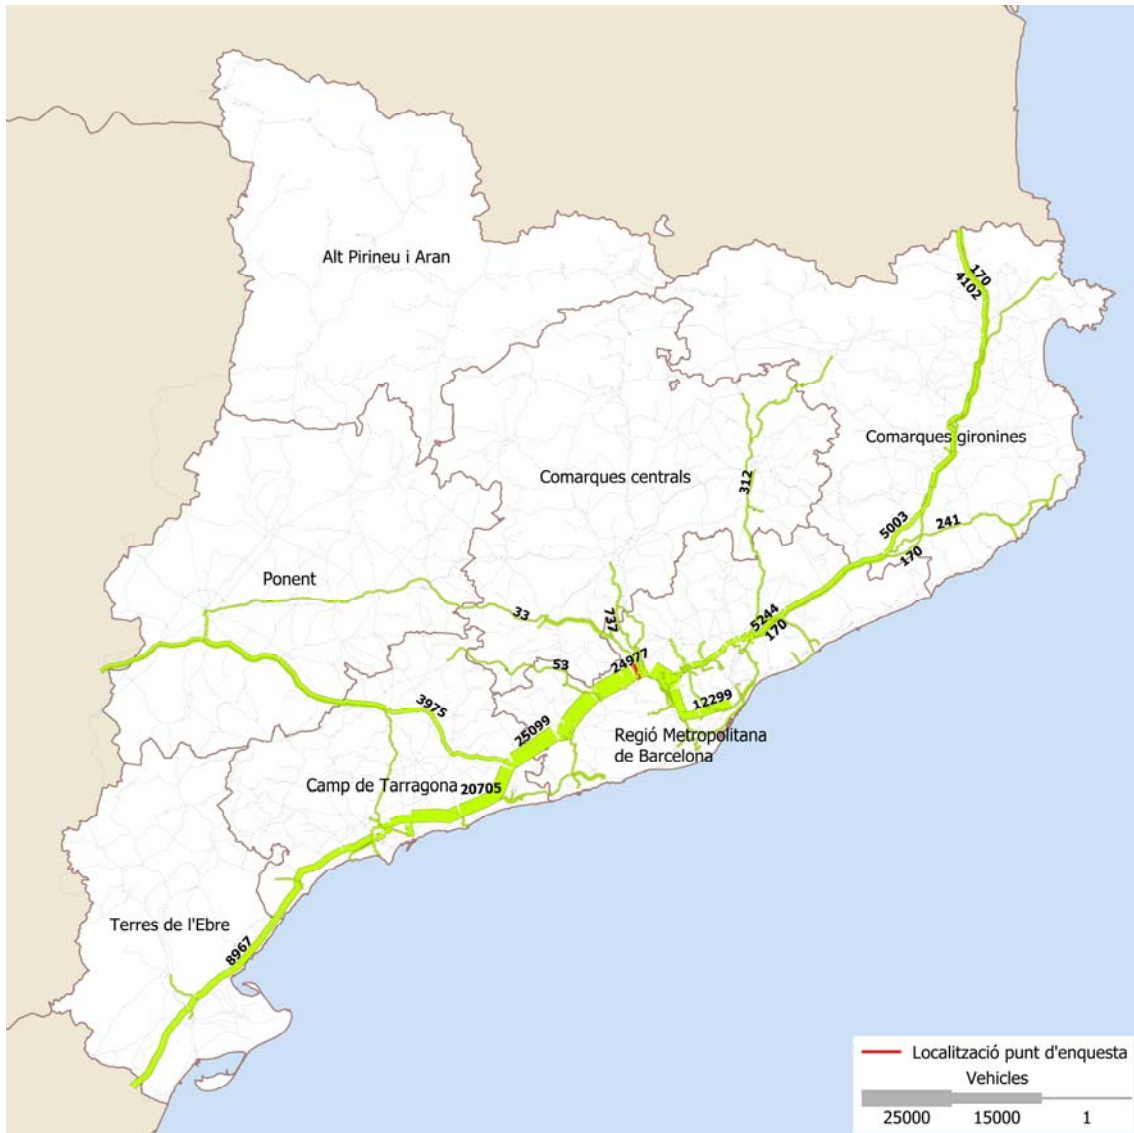 Alt Pirineu i Aran
170
4102
Comarques gironines
Comarques centrals
312
5003
241
170
Ponent
33
737
5244
170
24977
53
12299
3975
25099
Regió Metropolitana
de Barcelona
Camp de Tarragona
20705
Terres de l'Ebre
8967
Localització punt d'enquesta
Vehicles
25000 15000 1